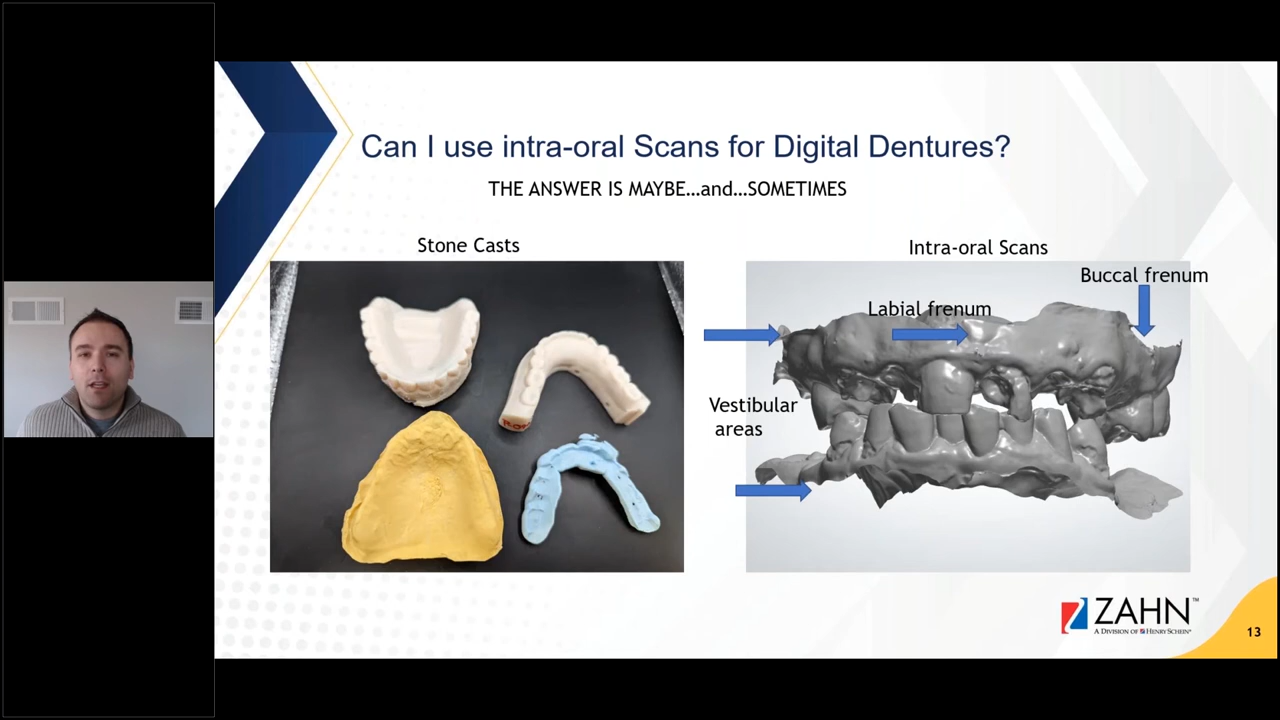 Can I use intra-oral Scans for Digital Dentures?
THE ANSWER IS MAYBE...and...SOMETIMES
Stone Casts
Intra-oral Scans
Buccal frenum
Labial frenum
Vestibular
areas
ZAHN™
A DIVISION OF HENRY SCHEIN®
13